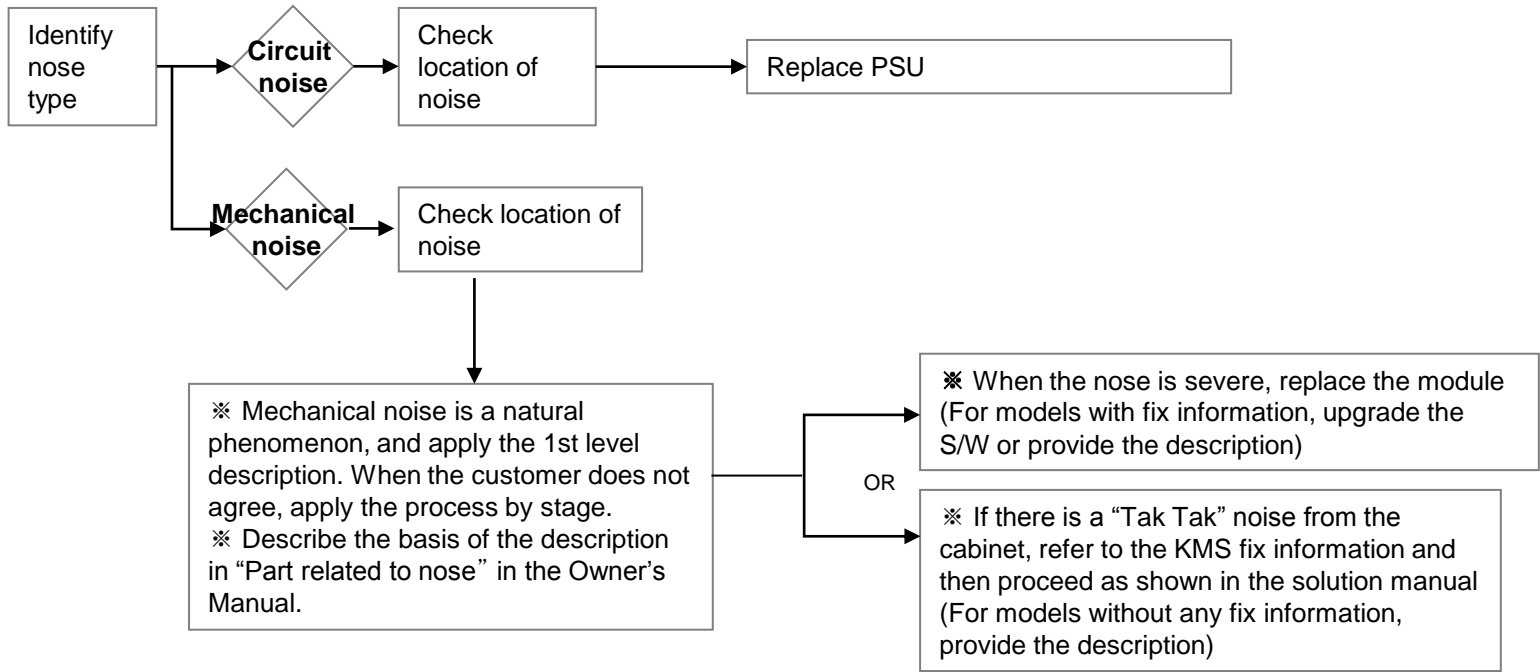 Identify
nose
type
Circuit
noise
Check
location of
noise
Replace PSU
Mechanical
noise
Check location of
noise
※ Mechanical noise is a natural
phenomenon, and apply the 1st level
description. When the customer does not
agree, apply the process by stage.
※ Describe the basis of the description
in “Part related to nose” in the Owner’s
Manual.
OR
※ When the nose is severe, replace the module
(For models with fix information, upgrade the
S/W or provide the description)
※ If there is a “Tak Tak” noise from the
cabinet, refer to the KMS fix information and
then proceed as shown in the solution manual
(For models without any fix information,
provide the description)